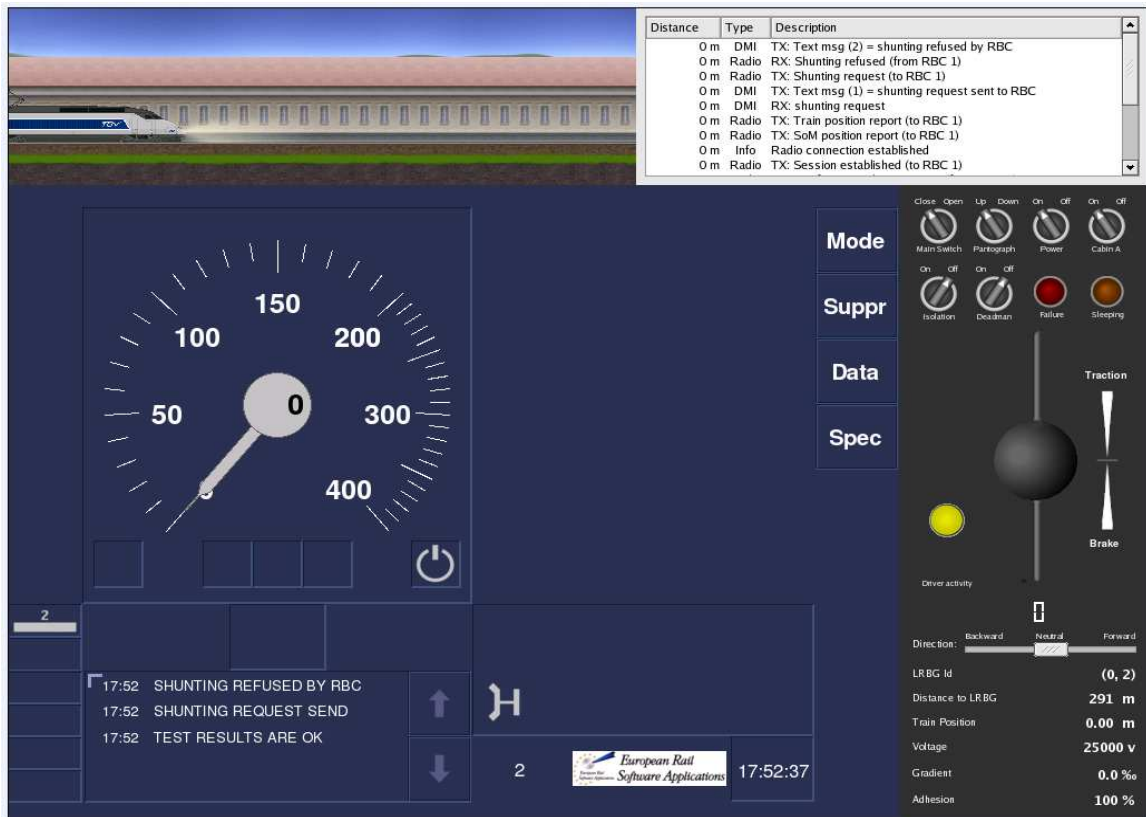 Distance Type Description
0 m DMI TX: Text msg (2) = shunting refused by RBC
0 m Radio RX: Shunting refused (from RBC 1)
0 m Radio TX: Shunting request (to RBC 1)
0 m DMI TX: Text msg (1) = shunting request sent to RBC
0 m DMI RX: shunting request
0 m Radio TX: Train position report (to RBC 1)
0 m Radio TX: SoM position report (to RBC 1)
0 m Info Radio connection established
0 m Radio TX: Session established (to RBC 1)
TGV
Mode
Suppr
Data
Spec
150
100 200
50 300
0
0 400
Close Open Up Down On Off On Off
Main Switch Pantograph Power Cabin A
On Off On Off
Isolation Deadman Failure Sleeping
Traction
Brake
Driver activity
0
Direction: Backward Neutral Forward
LRBG Id (0, 2)
Distance to LRBG 291 m
Train Position 0.00 m
Voltage 25000 v
Gradient 0.0 ‰
Adhesion 100 %
2
17:52 SHUNTING REFUSED BY RBC
17:52 SHUNTING REQUEST SEND
17:52 TEST RESULTS ARE OK
2
European Rail
Software Applications
17:52:37